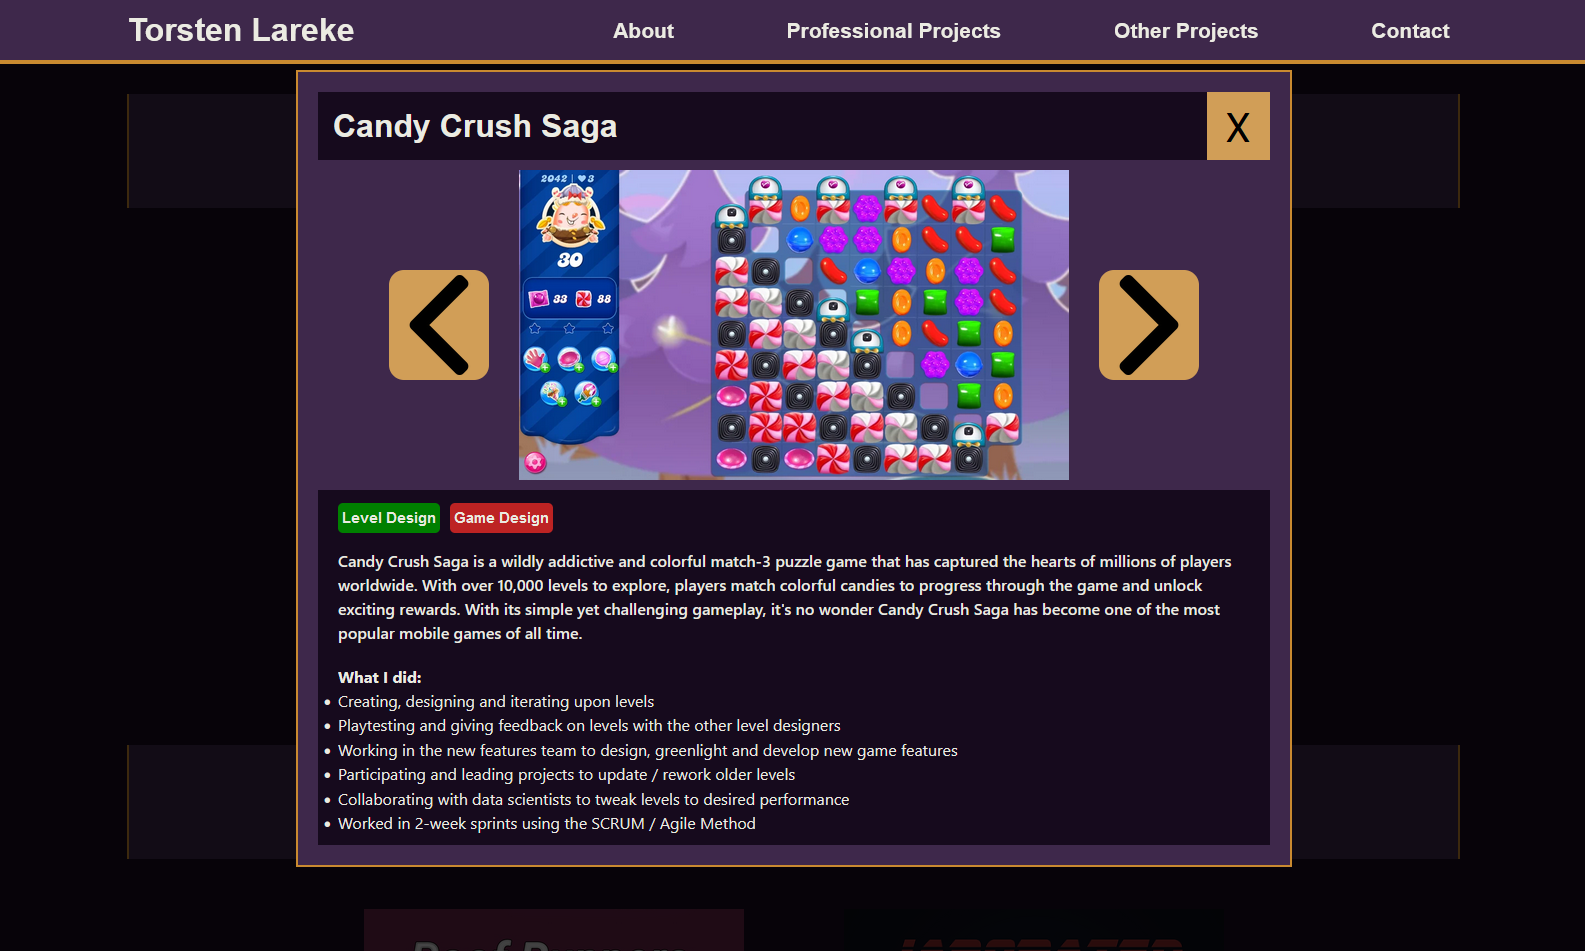 Torsten Lareke
About
Professional Projects
Other Projects
Contact
Candy Crush Saga
X
2042 | ♥3
30
33
88
Level Design
Game Design
Candy Crush Saga is a wildly addictive and colorful match-3 puzzle game that has captured the hearts of millions of players
worldwide. With over 10,000 levels to explore, players match colorful candies to progress through the game and unlock
exciting rewards. With its simple yet challenging gameplay, it's no wonder Candy Crush Saga has become one of the most
popular mobile games of all time.
What I did:
• Creating, designing and iterating upon levels
• Playtesting and giving feedback on levels with the other level designers
• Working in the new features team to design, greenlight and develop new game features
• Participating and leading projects to update / rework older levels
• Collaborating with data scientists to tweak levels to desired performance
• Worked in 2-week sprints using the SCRUM / Agile Method